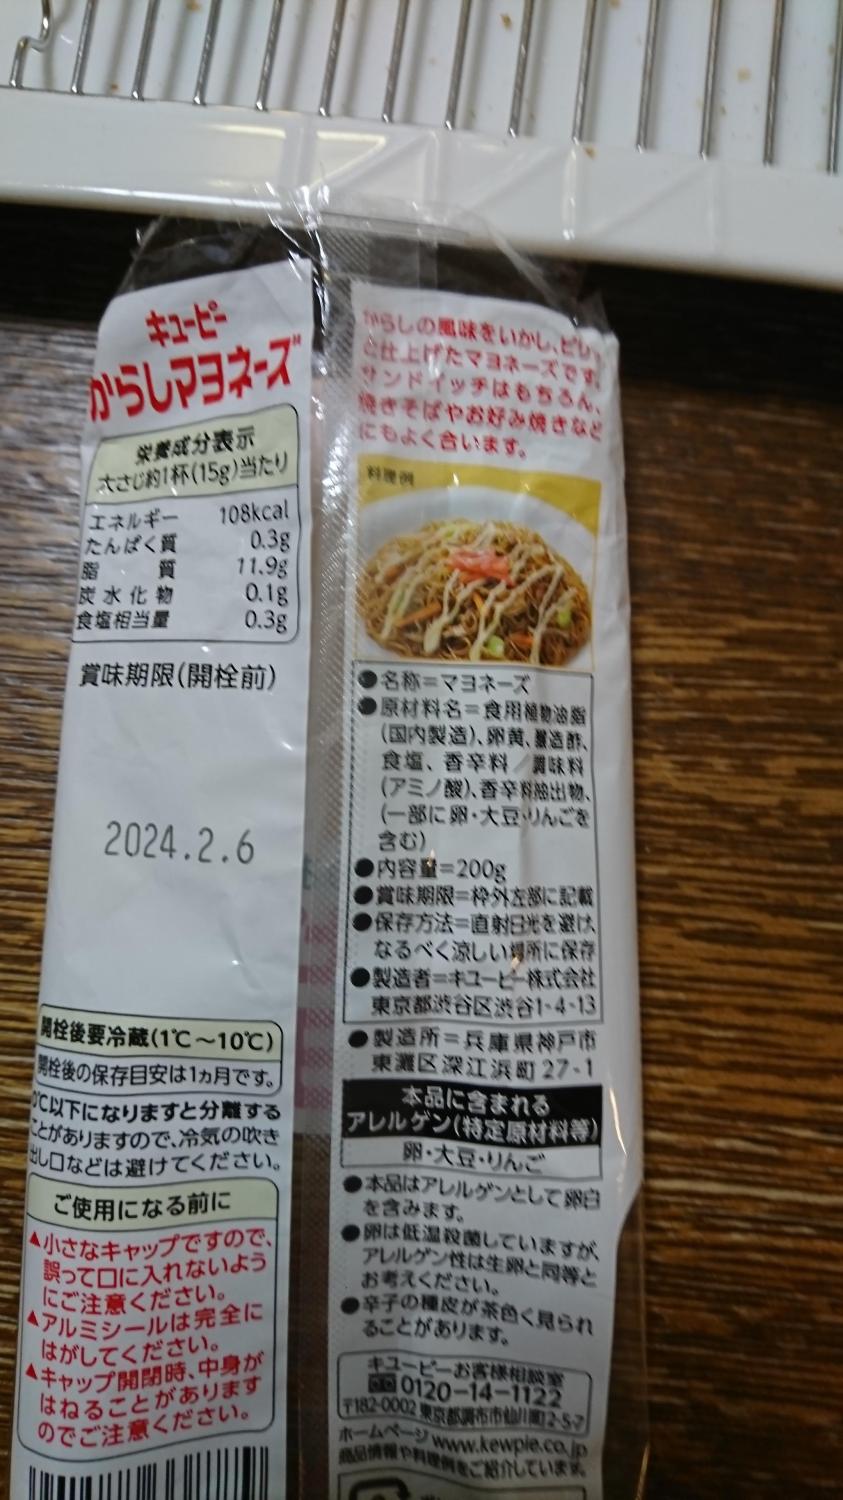 キューピー
からしマヨネーズ
栄養成分表示
大さじ約1杯(15g)当たり
エネルギー 108kcal
たんぱく質 0.3g
脂質 11.9g
炭水化物 0.1g
食塩相当量 0.3g
賞味期限(開栓前)
2024.2.6
開栓後要冷蔵(1℃～10℃)
開栓後の保存目安は1ヵ月です。
℃以下になりますと分離する
ことがありますので、冷気の吹き
出し口などは避けてください。
ご使用になる前に
▲小さなキャップですので、
誤って口に入れないよう
にご注意ください。
▲アルミシールは完全に
はがしてください。
▲キャップ開閉時、中身が
はねることがあります
のでご注意ください。
からしの風味をいかし、ピリッ
と仕上げたマヨネーズです。
サンドイッチはもちろん、
焼きそばやお好み焼きなど
にもよく合います。
料理例
●名称=マヨネーズ
●原材料名=食用植物油脂
(国内製造)、卵黄、醸造酢、
食塩、香辛料/調味料
(アミノ酸)、香辛料抽出物、
(一部に卵・大豆・りんごを
含む)
●内容量=200g
●賞味期限=枠外左部に記載
●保存方法=直射日光を避け、
なるべく涼しい場所に保存
●製造者=キユーピー株式会社
東京都渋谷区渋谷1-4-13
●製造所=兵庫県神戸市
東灘区深江浜町27-1
本品に含まれる
アレルゲン(特定原材料等)
卵・大豆・りんご
●本品はアレルゲンとして卵白
を含みます。
●卵は低温殺菌していますが、
アレルゲン性は生卵と同等と
お考えください。
●辛子の種皮が茶色く見られ
ることがあります。
キユーピーお客様相談室
0120-14-1122
〒182-0002 東京都調布市仙川町2-5-7
ホームページ www.kewpie.co.jp
商品情報や料理例をご紹介しています。